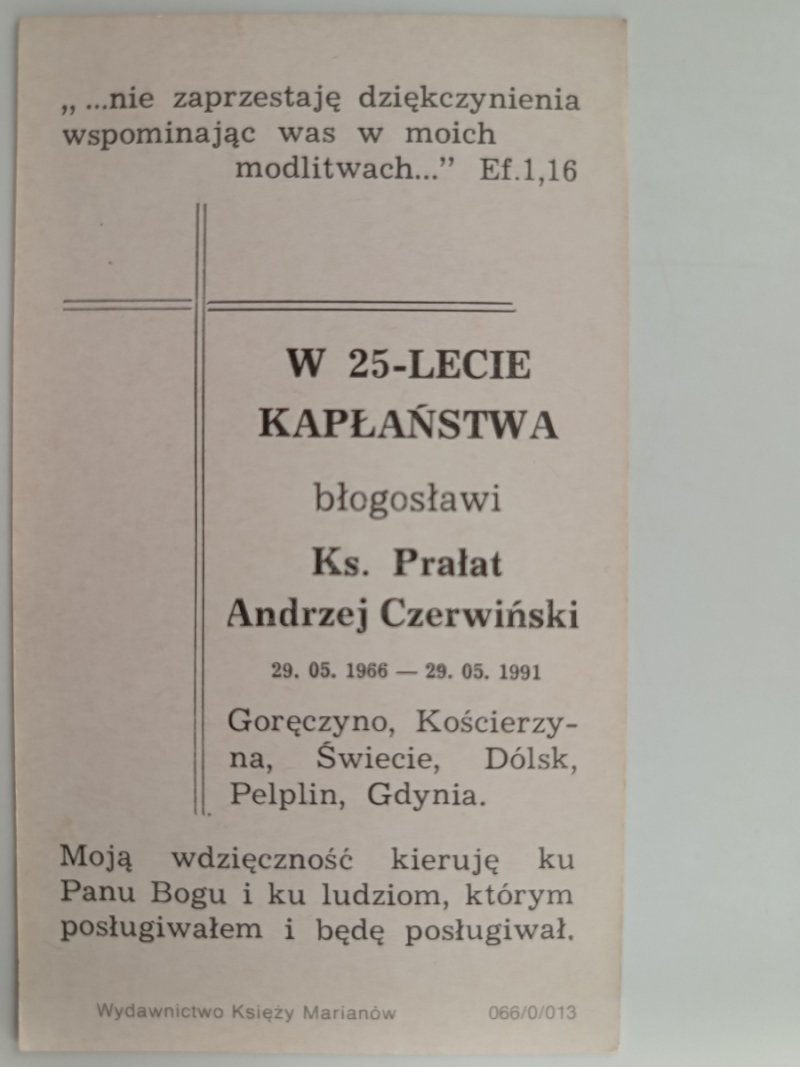 „ ...nie zaprzestaję dziękczynienia
wspominając was w moich
modlitwach...” Ef.1,16
W 25-LECIE
KAPŁAŃSTWA
błogosławi
Ks. Prałat
Andrzej Czerwiński
29. 05. 1966 — 29. 05. 1991
Goręczyno, Kościerzy-
na, Świecie, Dólsk,
Pelplin, Gdynia.
Moją wdzięczność kieruję ku
Panu Bogu i ku ludziom, którym
posługiwałem i będę posługiwał.
Wydawnictwo Księży Marianów 066/0/013